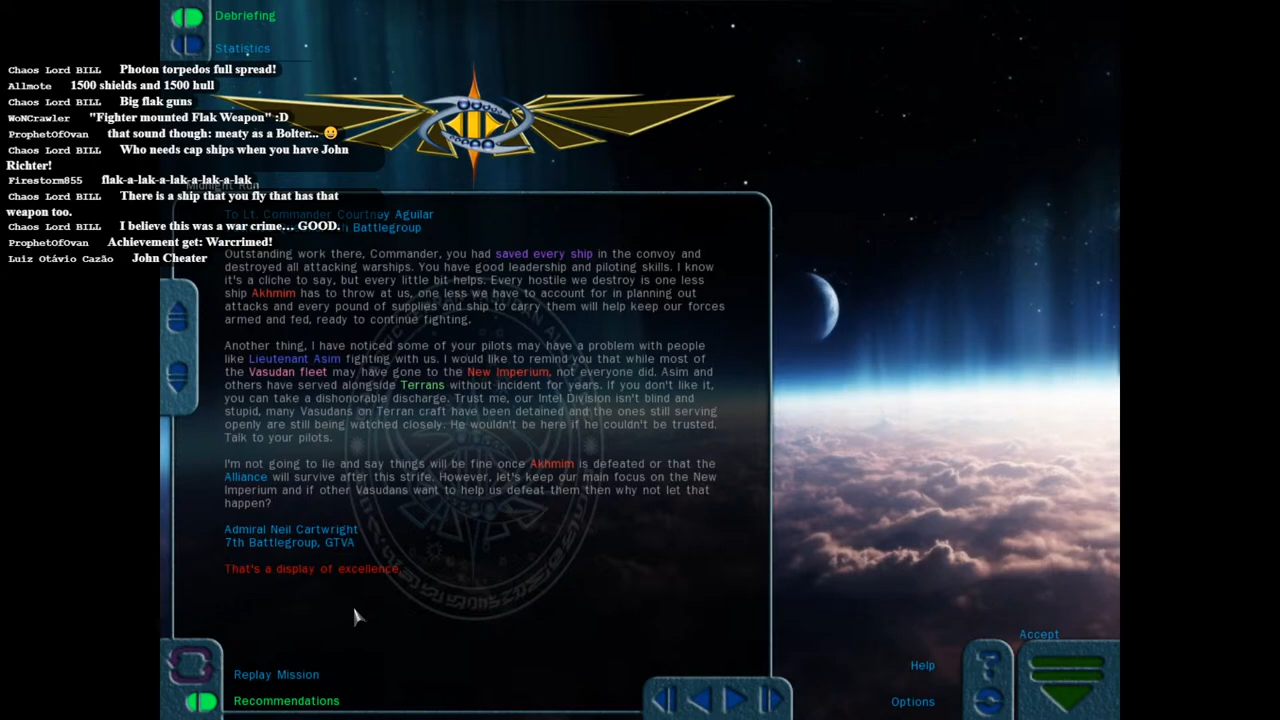 Debriefing
Statistics
Chaos Lord BILL Photon torpedos full spread!
Allmote 1500 shields and 1500 hull
Chaos Lord BILL Big flak guns
WoNCrawler "Fighter mounted Flak Weapon" :D
ProphetOfOvan that sound though: meaty as a Bolter... 😀
Chaos Lord BILL Who needs cap ships when you have John
Richter!
Firestorm855 flak-a-lak-a-lak-a-lak-a-lak
Midnight Run
Chaos Lord BILL There is a ship that you fly that has that
weapon too.
Chaos Lord BILL I believe this was a war crime… GOOD.
ProphetOfOvan Achievement get: Warcrimed!
Luiz Otávio Cazão John Cheater
To Lt. Commander Courtney Aguilar
Battlegroup
Outstanding work there, Commander, you had saved every ship in the convoy and
destroyed all attacking warships. You have good leadership and piloting skills. I know
it's a cliche to say, but every little bit helps. Every hostile we destroy is one less
ship Akhmim has to throw at us, one less we have to account for in planning out
attacks and every pound of supplies and ship to carry them will help keep our forces
armed and fed, ready to continue fighting.
Another thing, I have noticed some of your pilots may have a problem with people
like Lieutenant Asim fighting with us. I would like to remind you that while most of
the Vasudan fleet may have gone to the New Imperium, not everyone did. Asim and
others have served alongside Terrans without incident for years. If you don't like it,
you can take a dishonorable discharge. Trust me, our Intel Division isn't blind and
stupid, many Vasudans on Terran craft have been detained and the ones still serving
openly are still being watched closely. He wouldn't be here if he couldn't be trusted.
Talk to your pilots.
I'm not going to lie and say things will be fine once Akhmim is defeated or that the
Alliance will survive after this strife. However, let's keep our main focus on the New
Imperium and if other Vasudans want to help us defeat them then why not let that
happen?
Admiral Neil Cartwright
7th Battlegroup, GTVA
That's a display of excellence.
Replay Mission
Recommendations
Accept
Help
Options